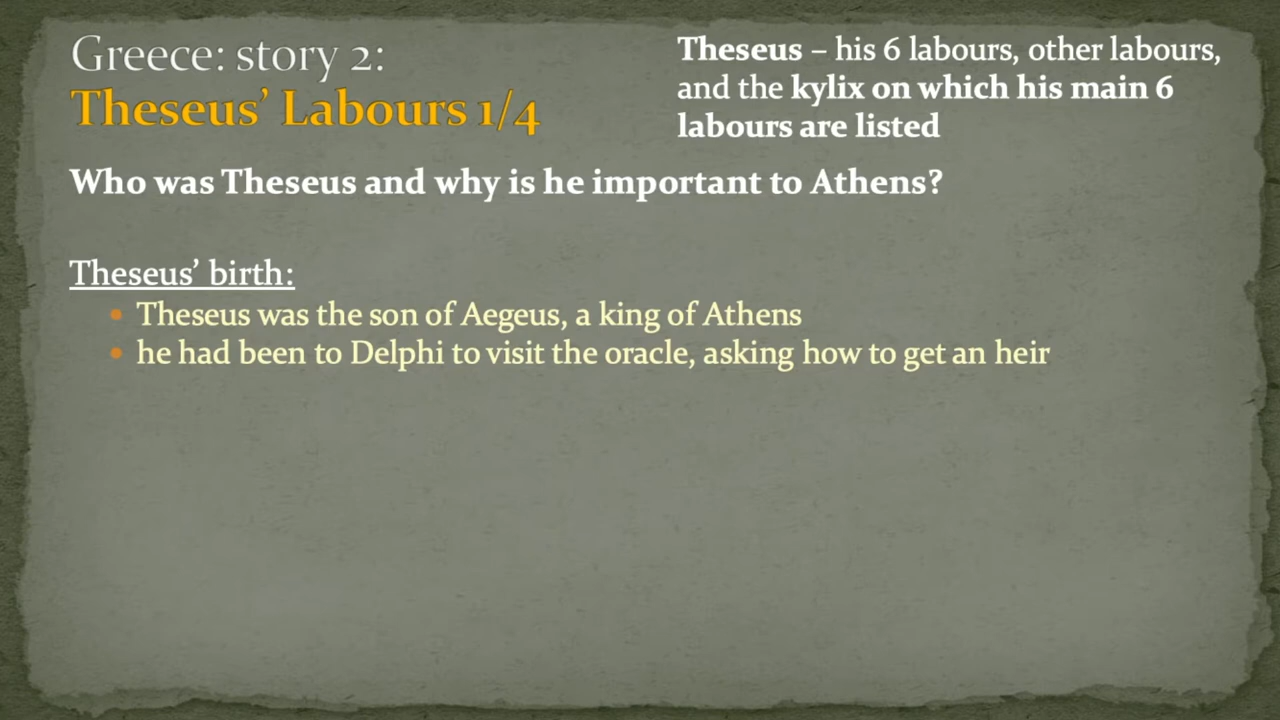 Greece: story 2:
Theseus’ Labours 1/4
Theseus – his 6 labours, other labours,
and the kylix on which his main 6
labours are listed
Who was Theseus and why is he important to Athens?
Theseus’ birth:
• Theseus was the son of Aegeus, a king of Athens
• he had been to Delphi to visit the oracle, asking how to get an heir